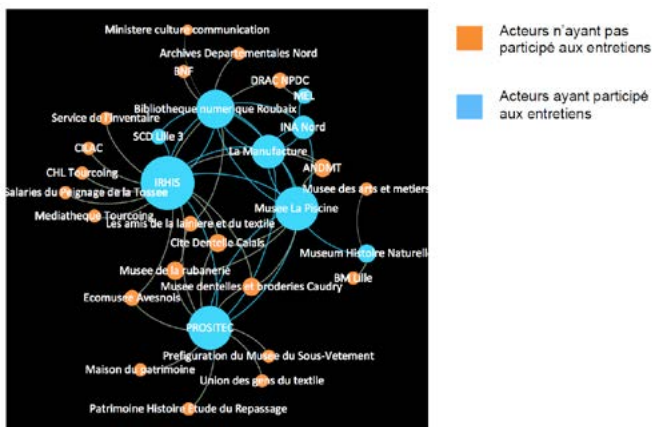 Ministere culture communication
Archives Departementales Nord
BNF
DRAC NPDC
MEL
Bibliotheque numerique Roubaix
Service de l'inventaire
INA Nord
SCD Lille 3
CILAC
La Manufacture
CHL Tourcoing
ANDMT
IRHIS
Musee des arts et metiers
Salaries du Peignage de la Tossee
Musee La Piscine
Mediatheque Tourcoing
Les amis de la lainiere et du textile
Cite Dentelle Calais
Museum Histoire Naturelle
Musee de la rubanerie
BM Lille
Musee dentelles et broderies Caudry
Ecomusee Avesnois
PROSITEC
Prefiguration du Musee du Sous-Vetement
Maison du patrimoine
Union des gens du textile
Patrimoine Histoire Etude du Repassage
Acteurs n'ayant pas
participé aux entretiens
Acteurs ayant participé
aux entretiens